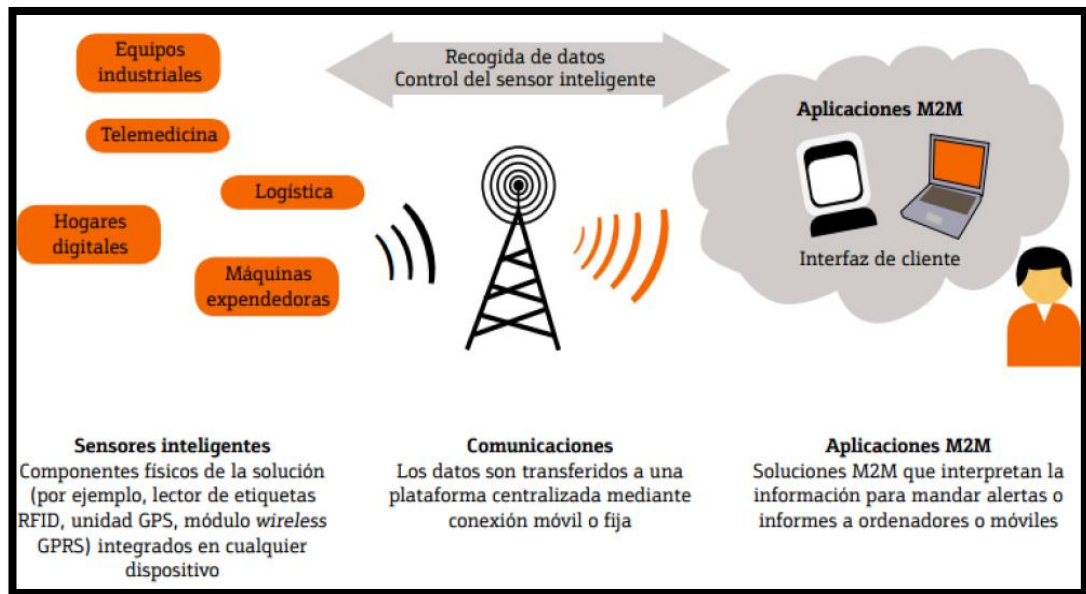 Equipos
industriales
Telemedicina
Logística
Hogares
digitales
Máquinas
expendedoras
Recogida de datos
Control del sensor inteligente
Aplicaciones M2M
Interfaz de cliente
Sensores inteligentes
Componentes físicos de la solución
(por ejemplo, lector de etiquetas
RFID, unidad GPS, módulo wireless
GPRS) integrados en cualquier
dispositivo
Comunicaciones
Los datos son transferidos a una
plataforma centralizada mediante
conexión móvil o fija
Aplicaciones M2M
Soluciones M2M que interpretan la
información para mandar alertas o
informes a ordenadores o móviles